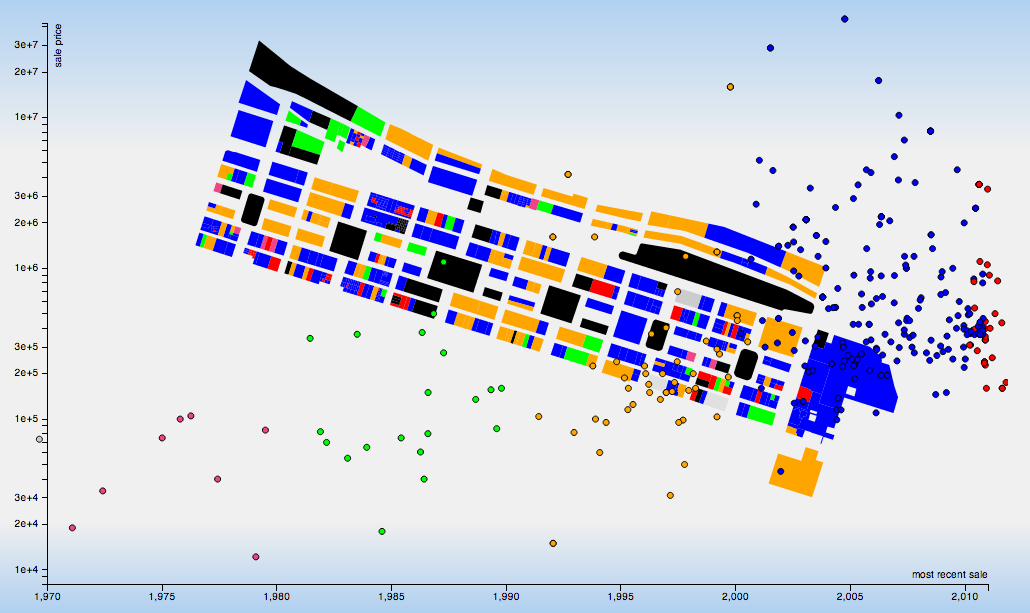 sale price
3e+7
2e+7
1e+7
3e+6
2e+6
1e+6
3e+5
2e+5
1e+5
3e+4
2e+4
1e+4
most recent sale
1,970 1,975 1,980 1,985 1,990 1,995 2,000 2,005 2,010